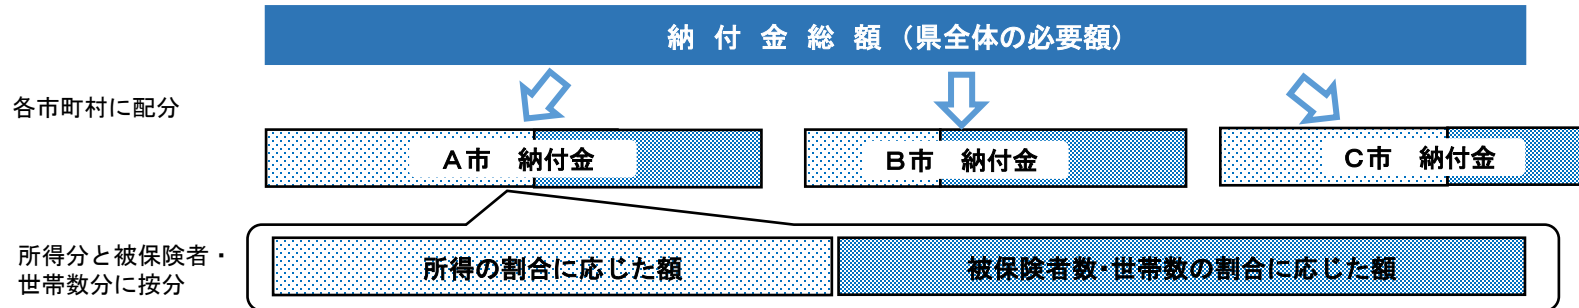 納付金総額（県全体の必要額）
各市町村に配分
Ａ市　納付金
Ｂ市　納付金
Ｃ市　納付金
所得分と被保険者・
世帯数分に按分
所得の割合に応じた額
被保険者数・世帯数の割合に応じた額